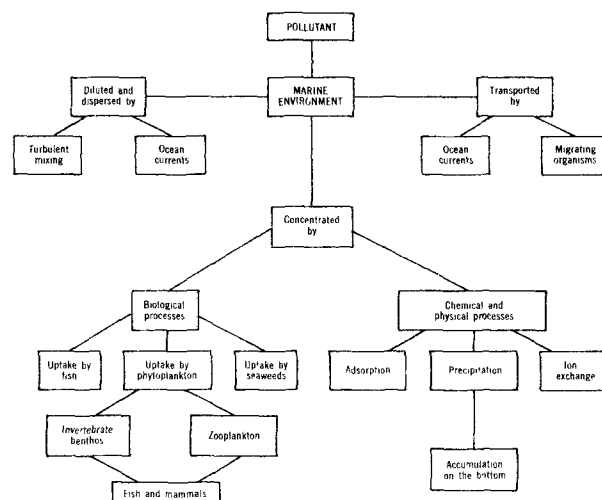 POLLUTANT
Diluted and
dispersed by
MARINE
ENVIRONMENT
Transported
by
Turbulent
mixing
Ocean
currents
Ocean
currents
Migrating
organisms
Concentrated
by
Biological
processes
Chemical and
physical processes
Uptake by
fish
Uptake by
phytoplankton
Uptake by
seaweeds
Adsorption
Precipitation
Ion
exchange
Invertebrate
benthos
Zooplankton
Accumulation
on the bottom
Fish and mammals